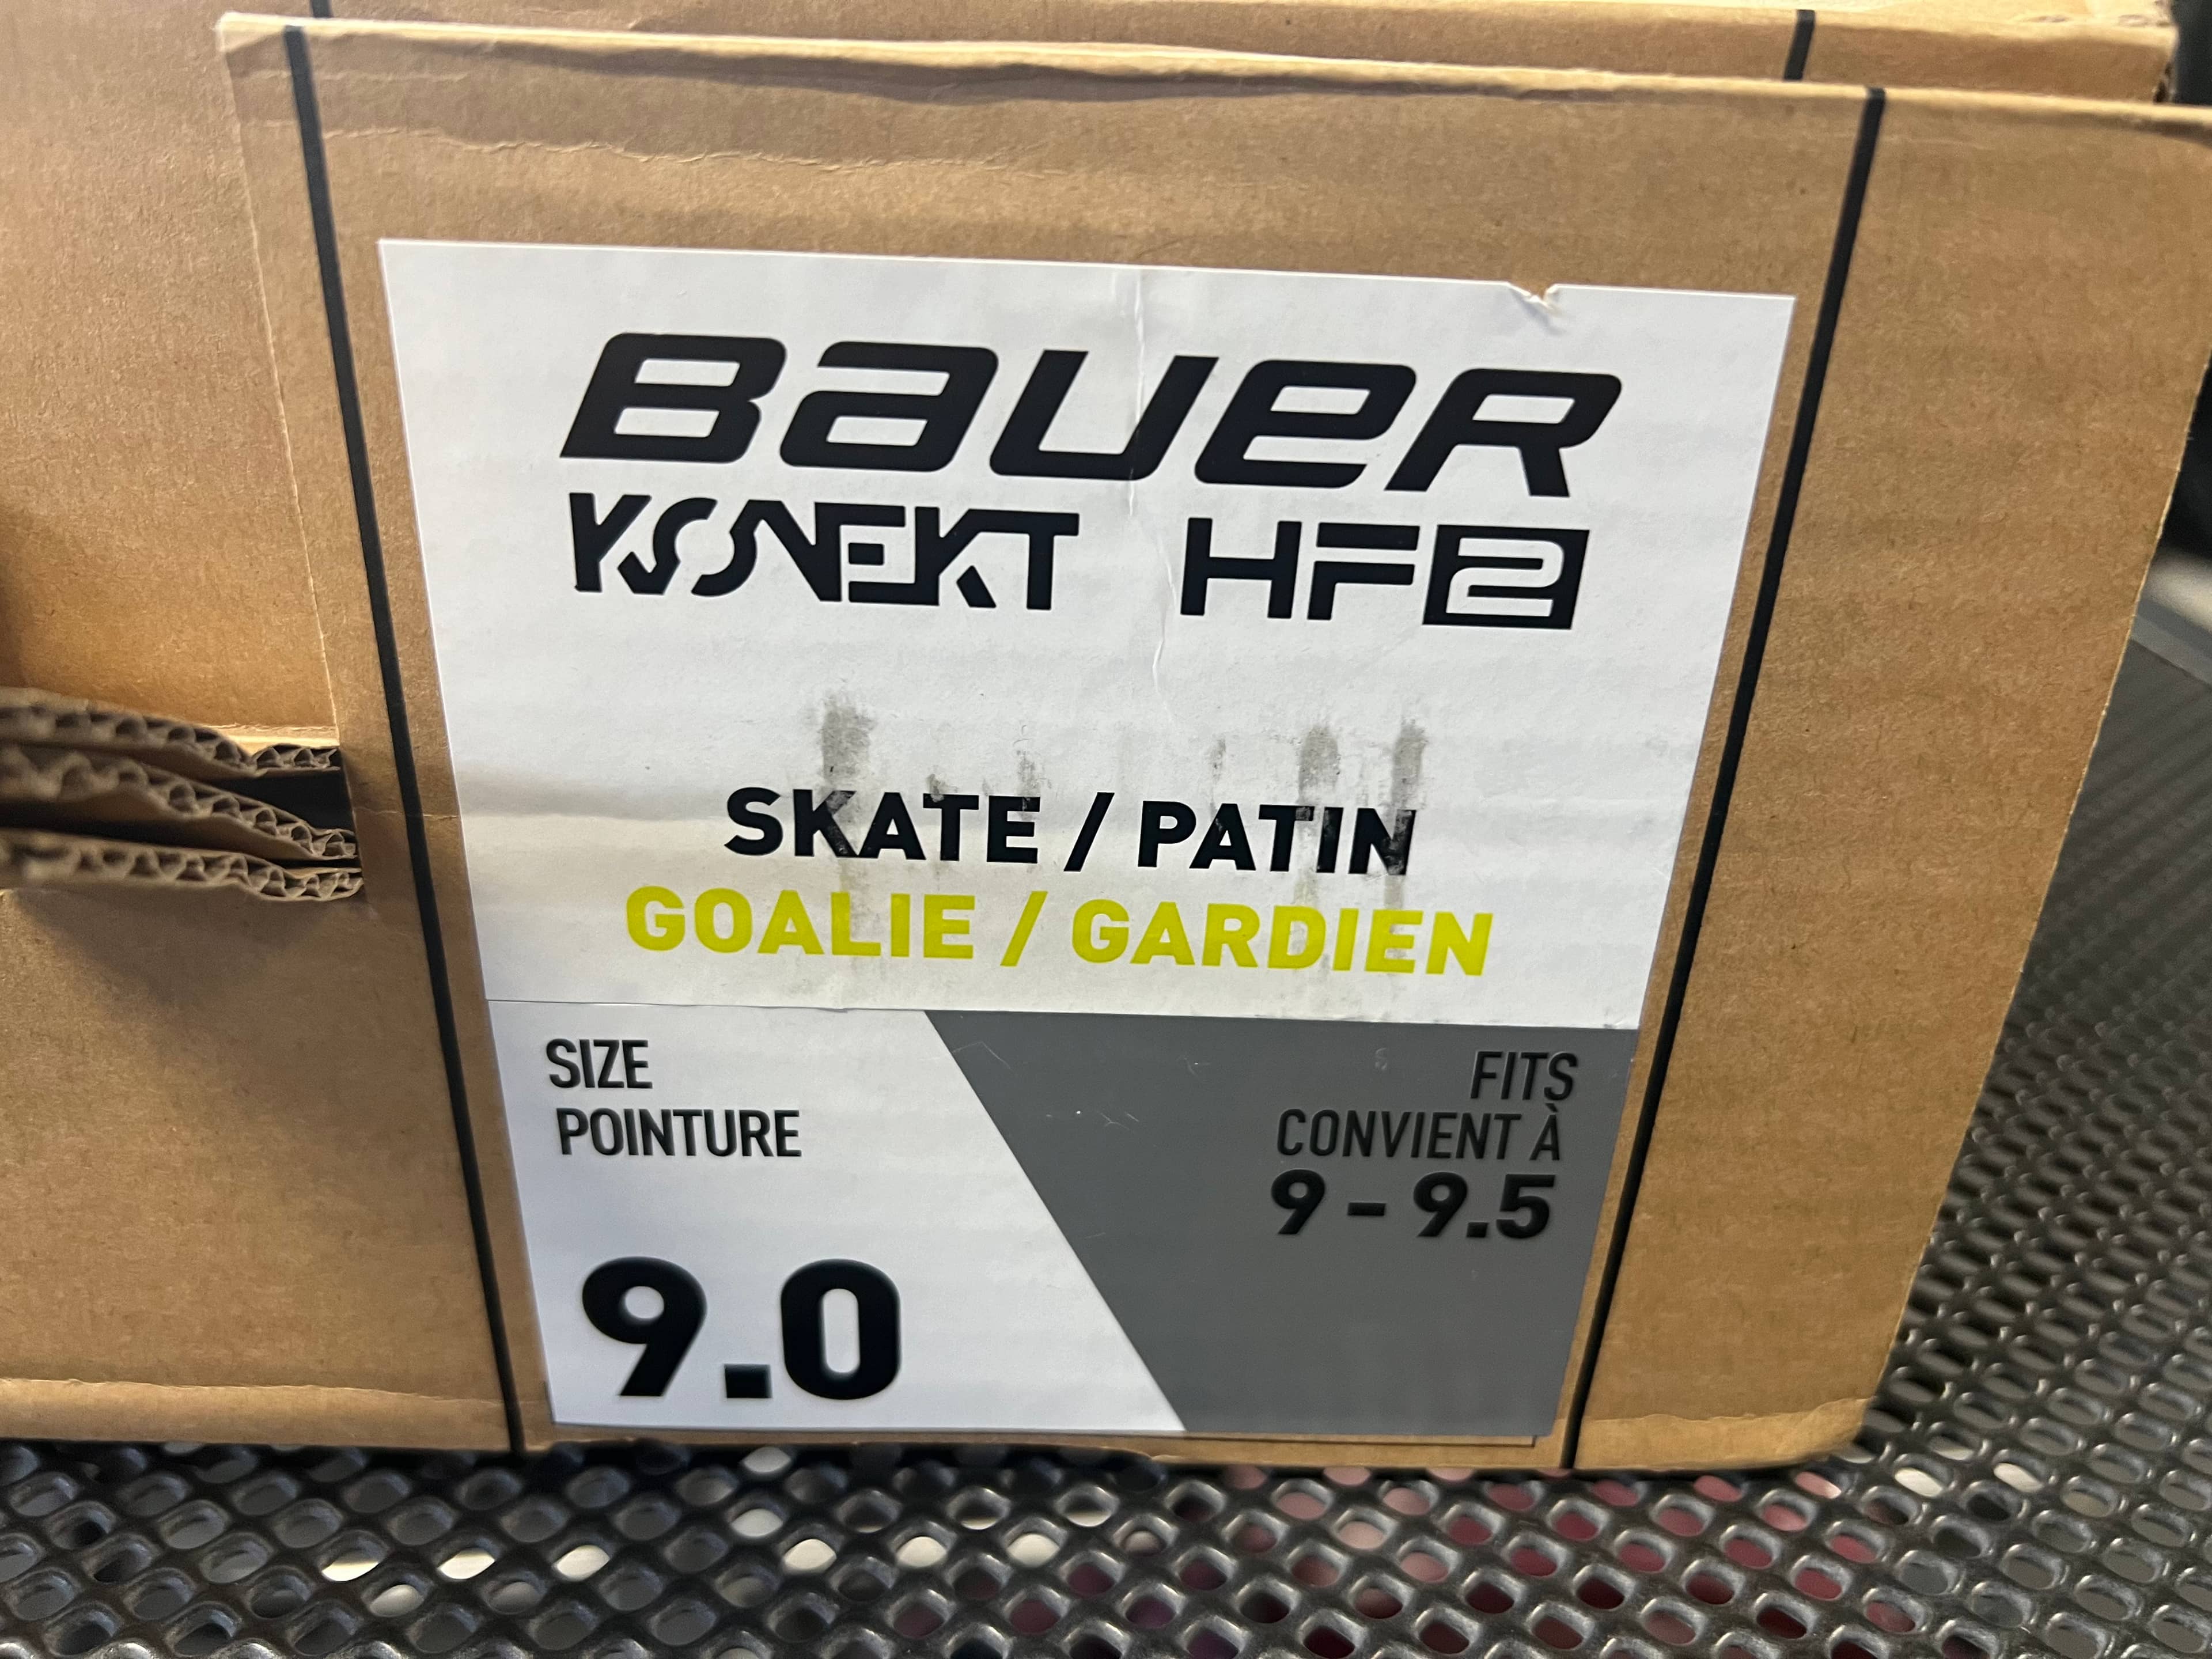 BAUER
KONEKT HF2
SKATE / PATIN
GOALIE / GARDIEN
SIZE
POINTURE
9.0
FITS
CONVIENT À
9 - 9.5